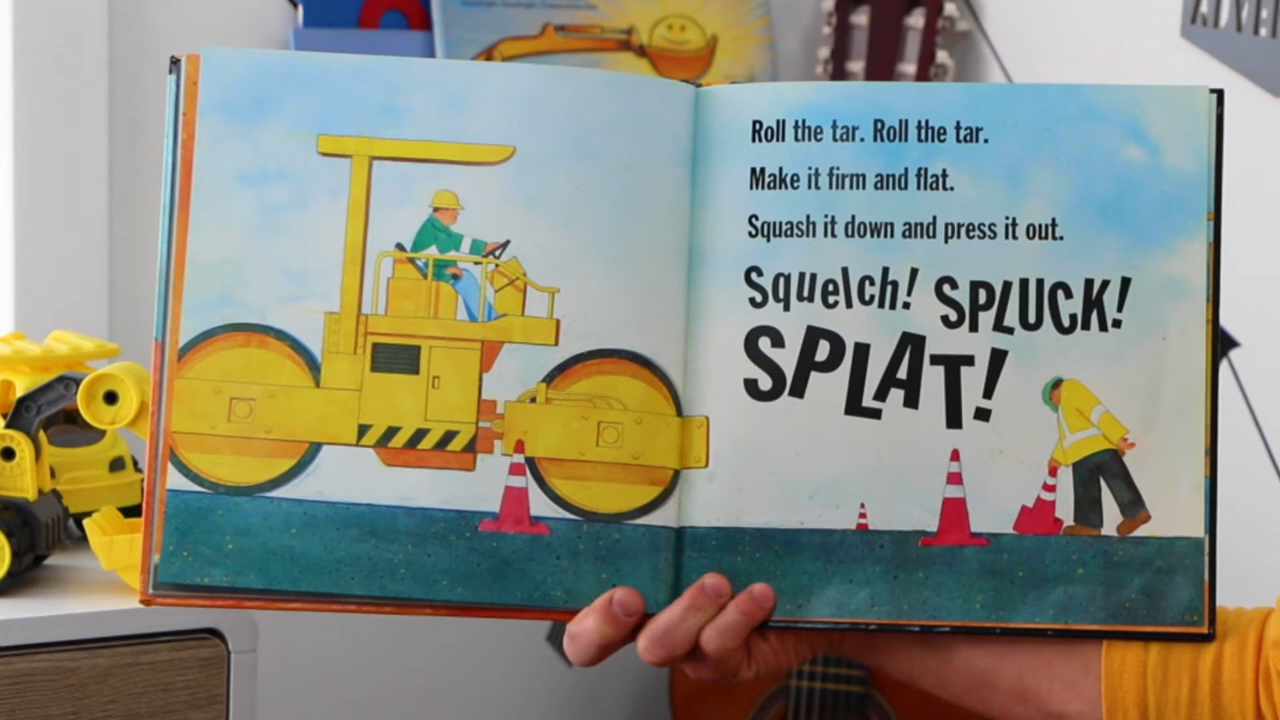 Roll the tar. Roll the tar.
Make it firm and flat.
Squash it down and press it out.
Squelch! SPLUCK!
SPLAT!